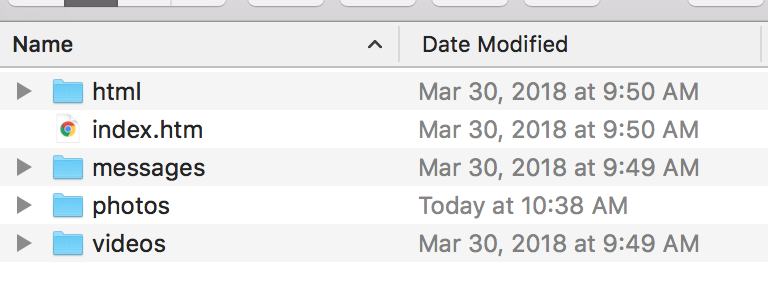 Name Date Modified
html Mar 30, 2018 at 9:50 AM
index.htm Mar 30, 2018 at 9:50 AM
messages Mar 30, 2018 at 9:49 AM
photos Today at 10:38 AM
videos Mar 30, 2018 at 9:49 AM